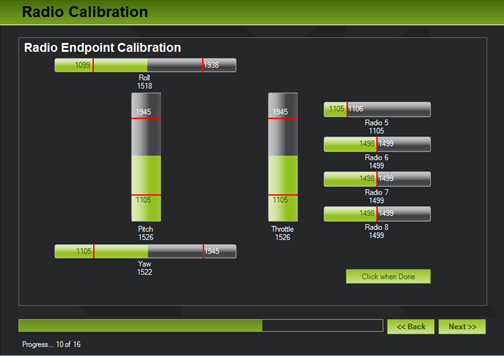 Radio Calibration
Radio Endpoint Calibration
1099 1938
Roll
1518
1945 1945
1105 1106
Radio 5
1105
1498 1499
Radio 6
1499
1498 1499
Radio 7
1499
1498 1499
Radio 8
1499
1105 1105
Pitch
1526
Throttle
1526
1105 1945
Yaw
1522
Click when Done
<< Back Next >>
Progress... 10 of 16